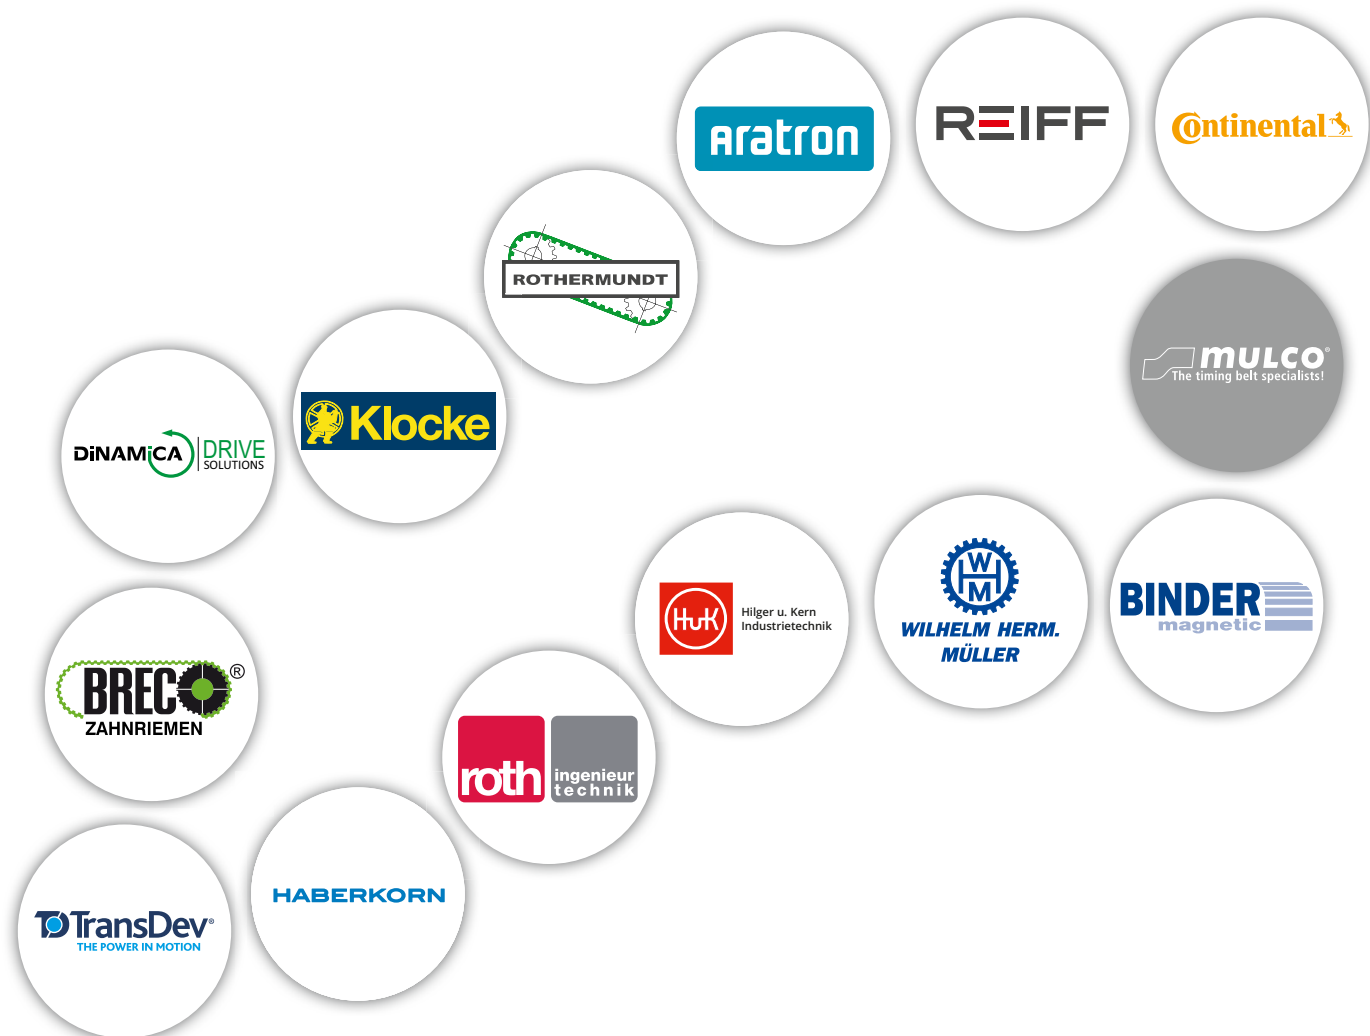 aratron
REIFF
Continental
ROTHERMUNDT
mulco®
The timing belt specialists!
Klocke
DiNAMiCA DRIVE
SOLUTIONS
WHM
WILHELM HERM.
MÜLLER
BINDER
magnetic
HuK
Hilger u. Kern
Industrietechnik
BRECO®
ZAHNRIEMEN
roth
ingenieur
technik
HABERKORN
TransDev®
THE POWER IN MOTION